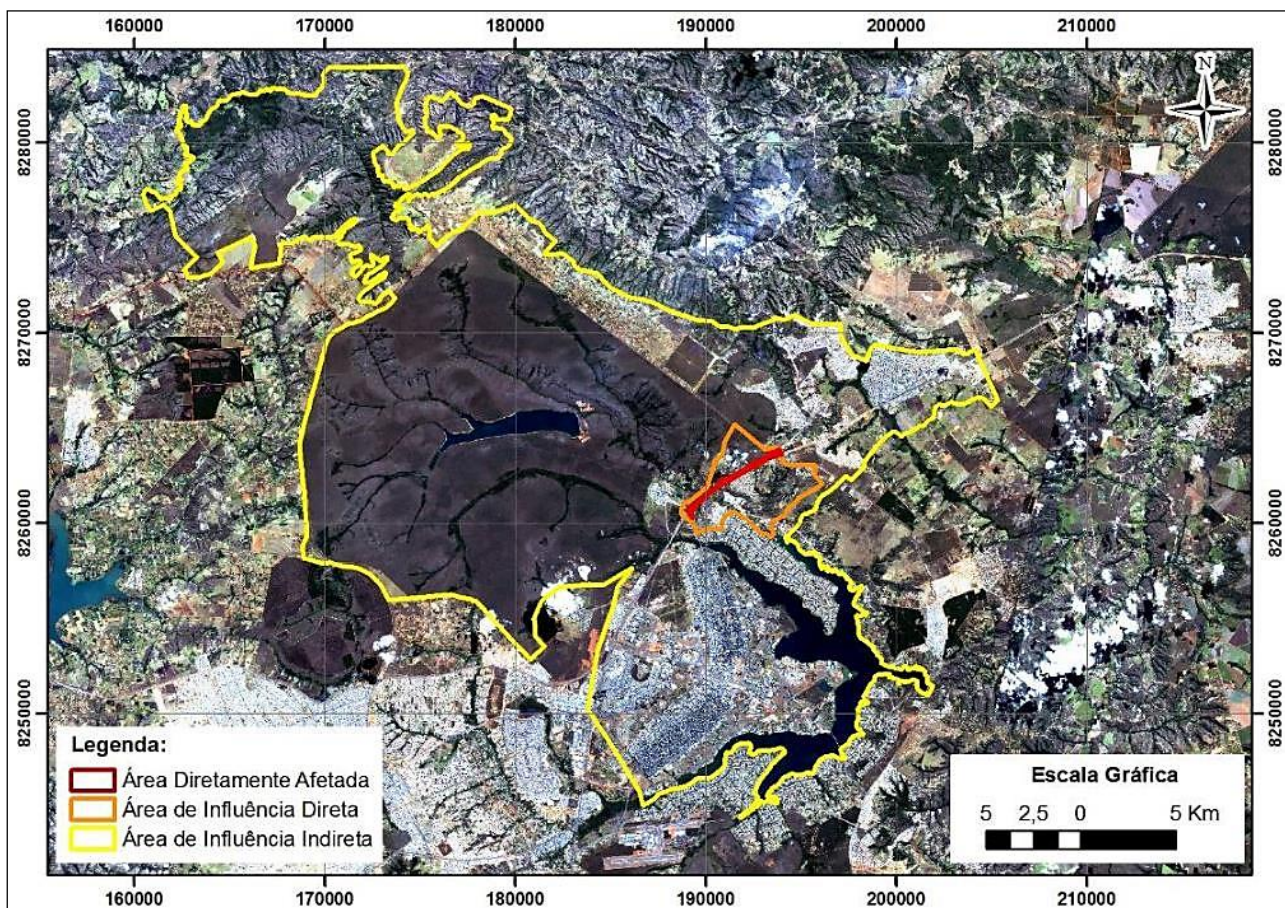 160000 170000 180000 190000 200000 210000
N
8280000 8280000
8270000 8270000
8260000 8260000
8250000 8250000
Legenda:
Área Diretamente Afetada
Área de Influência Direta
Área de Influência Indireta
Escala Gráfica
5 2,5 0 5 Km
160000 170000 180000 190000 200000 210000